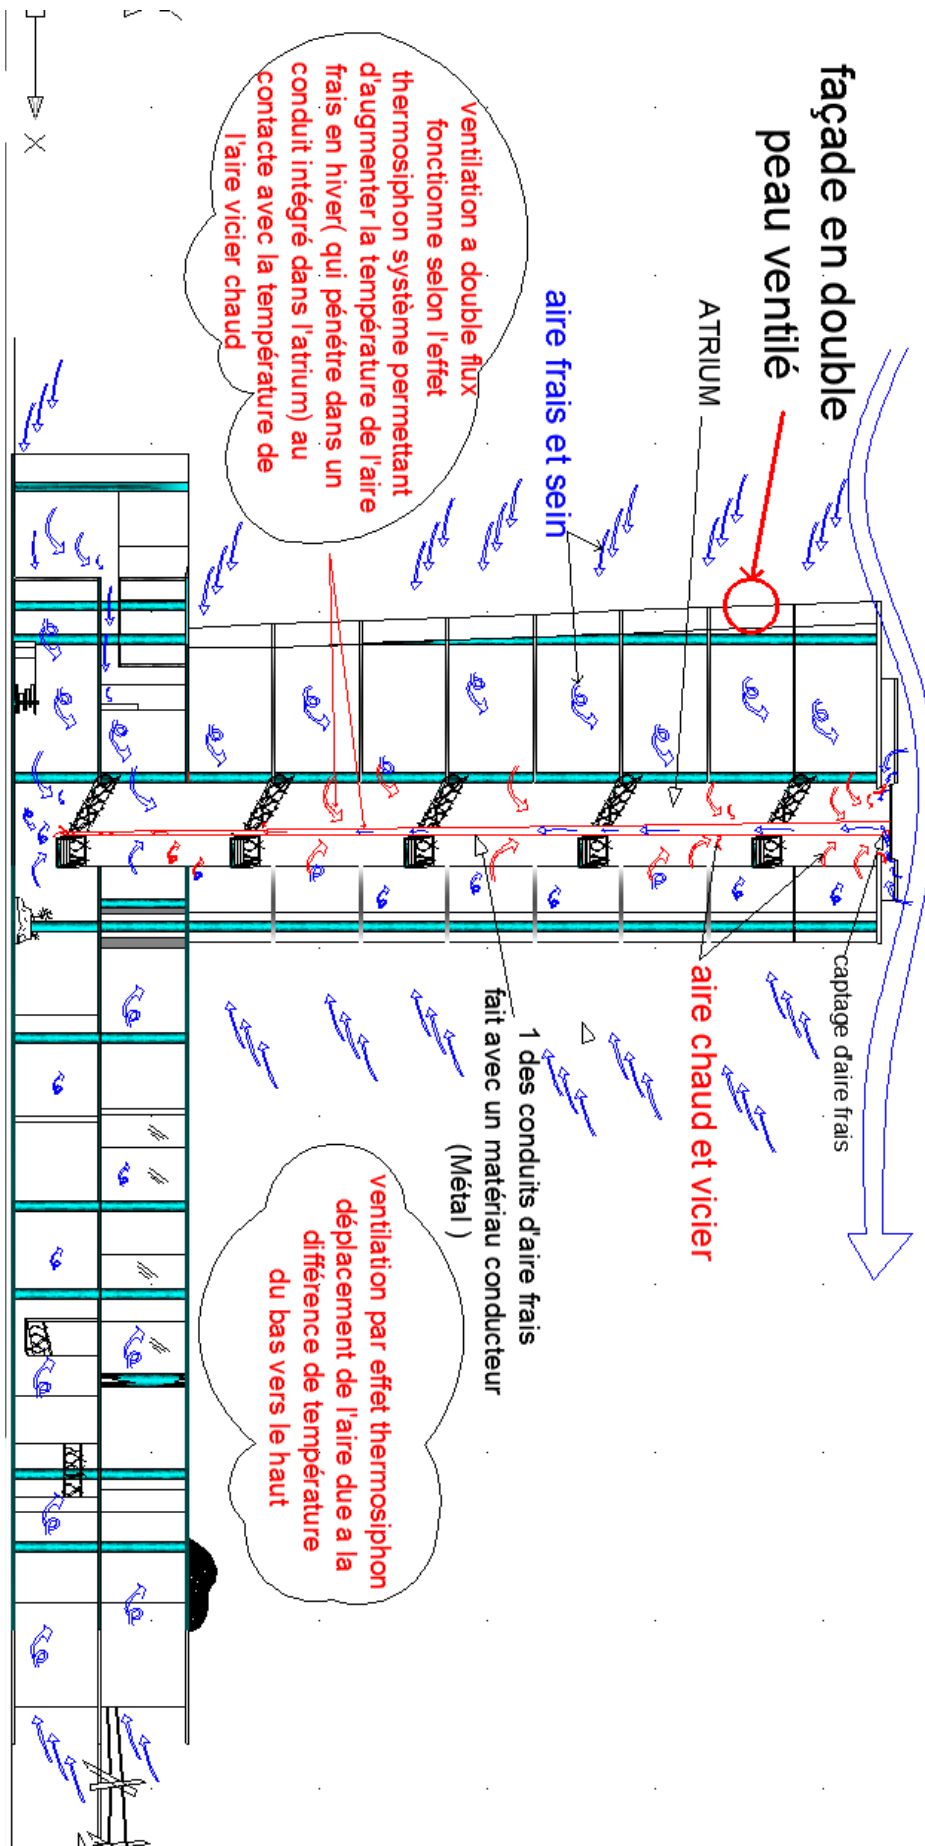 façade en double
peau ventilé
ATRIUM
aire frais et sein
ventilation a double flux
fonctionne selon l'effet
thermosiphon système permettant
d'augmenter la température de l'aire
frais en hiver( qui pénétre dans un
conduit intégré dans l'atrium) au
contacte avec la température de
l'aire vicier chaud
captage d'aire frais
aire chaud et vicier
1 des conduits d'aire frais
fait avec un matériau conducteur
(Métal )
ventilation par effet thermosiphon
déplacement de l'aire due a la
différence de température
du bas vers le haut
X